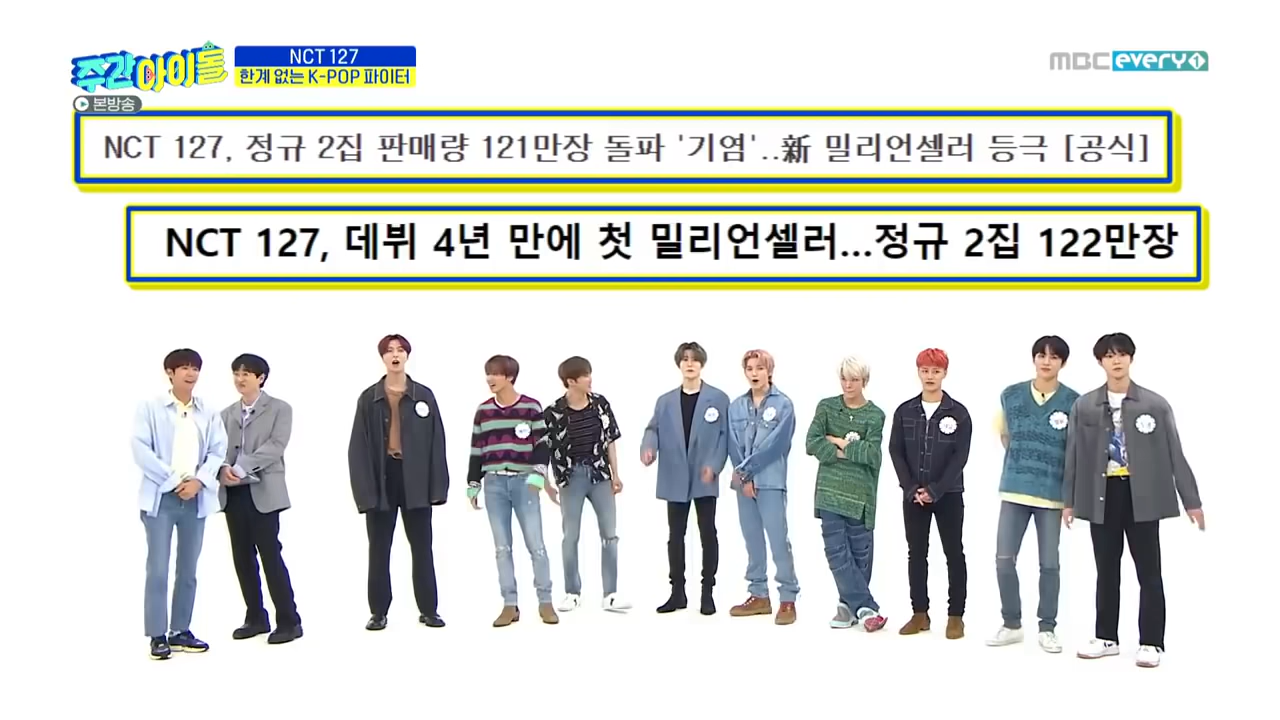 주간아이돌
본방송
NCT 127
한계 없는 K-POP 파이터
MBC every1
NCT 127, 정규 2집 판매량 121만장 돌파 '기염'..新 밀리언셀러 등극 [공식]
NCT 127, 데뷔 4년 만에 첫 밀리언셀러...정규 2집 122만장